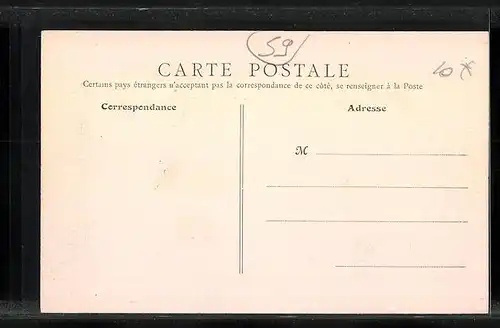 59
CARTE POSTALE
10*
Certains pays étrangers n'acceptant pas la correspondance de ce côté, se renseigner à la Poste
Correspondance
Adresse
M